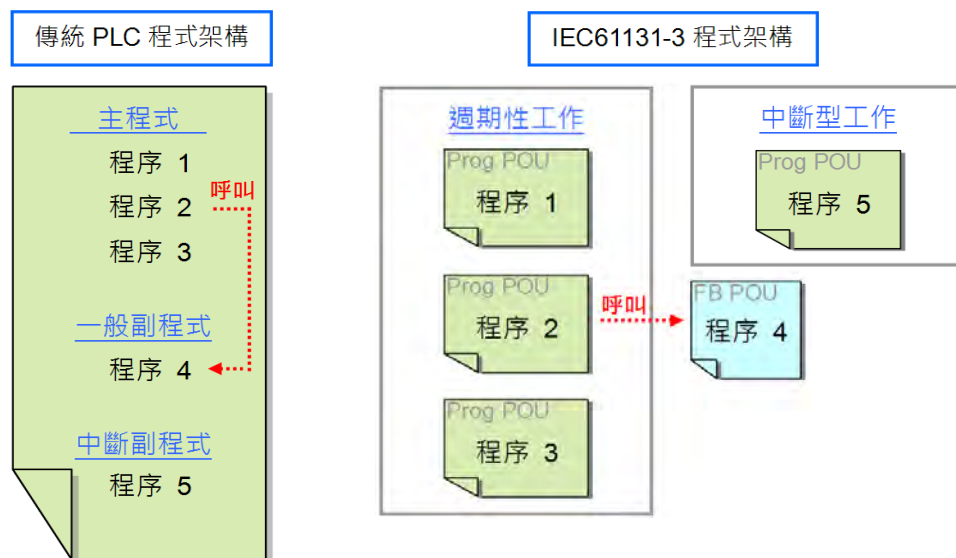 傳統 PLC 程式架構
主程式
程序 1
程序 2
呼叫
程序 3
一般副程式
程序 4
中斷副程式
程序 5
IEC61131-3 程式架構
週期性工作
Prog POU
程序 1
Prog POU
程序 2
呼叫
Prog POU
程序 3
中斷型工作
Prog POU
程序 5
FB POU
程序 4